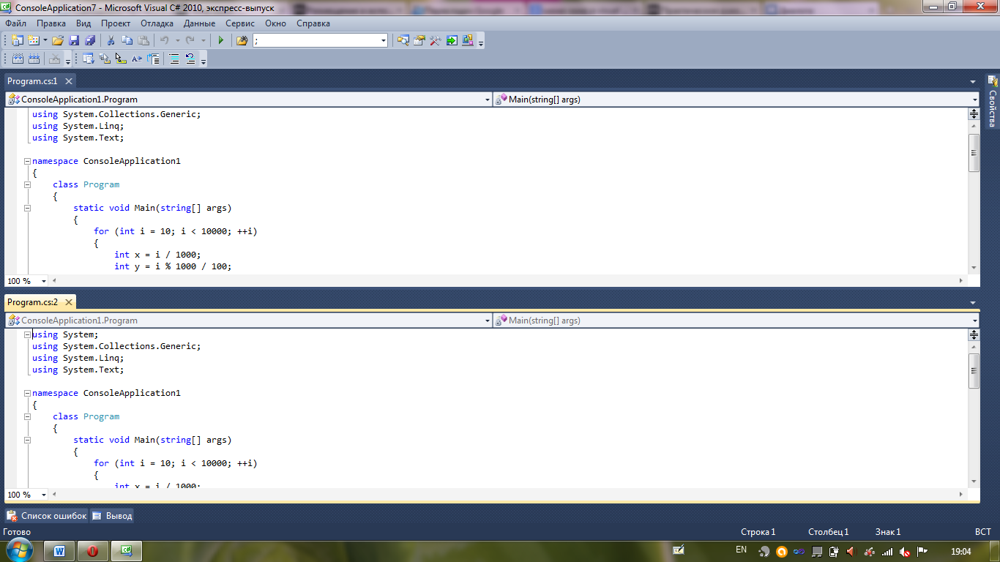 ConsoleApplication7 - Microsoft Visual C# 2010, экспресс-выпуск
Файл Правка Вид Проект Отладка Данные Сервис Окно Справка
;
Program.cs:1
ConsoleApplication1.Program Main(string[] args)
using System.Collections.Generic;
using System.Linq;
using System.Text;
namespace ConsoleApplication1
{
class Program
{
static void Main(string[] args)
{
for (int i = 10; i < 10000; ++i)
{
int x = i / 1000;
int y = i % 1000 / 100;
100 %
Свойства
Program.cs:2
ConsoleApplication1.Program Main(string[] args)
using System;
using System.Collections.Generic;
using System.Linq;
using System.Text;
namespace ConsoleApplication1
{
class Program
{
static void Main(string[] args)
{
for (int i = 10; i < 10000; ++i)
{
int x = i / 1000;
100 %
Список ошибок Вывод
Готово Строка 1 Столбец 1 Знак 1 ВСТ
EN 19:04